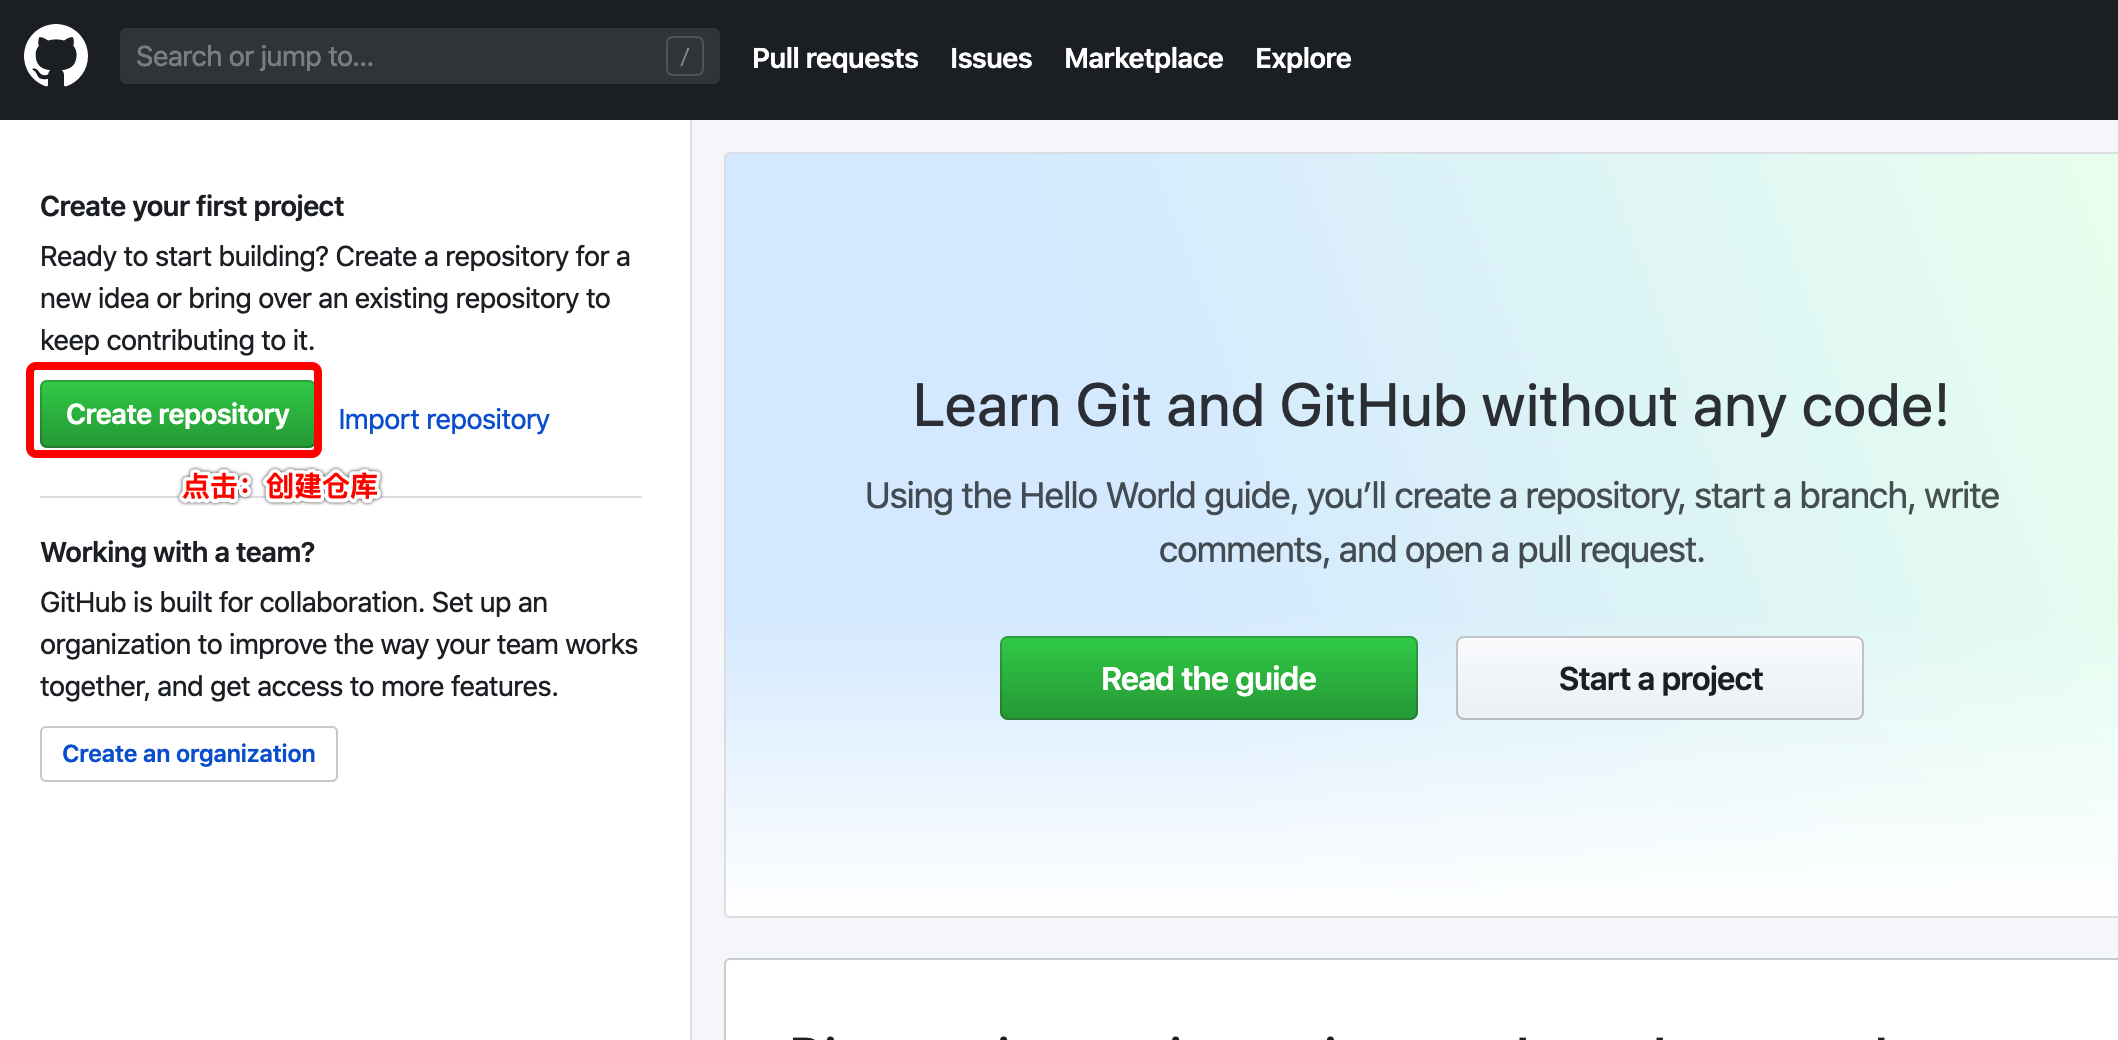 Search or jump to...
/
Pull requests
Issues
Marketplace
Explore
Create your first project
Ready to start building? Create a repository for a
new idea or bring over an existing repository to
keep contributing to it.
Create repository
Import repository
点击：创建仓库
Working with a team?
GitHub is built for collaboration. Set up an
organization to improve the way your team works
together, and get access to more features.
Create an organization
Learn Git and GitHub without any code!
Using the Hello World guide, you’ll create a repository, start a branch, write
comments, and open a pull request.
Read the guide
Start a project